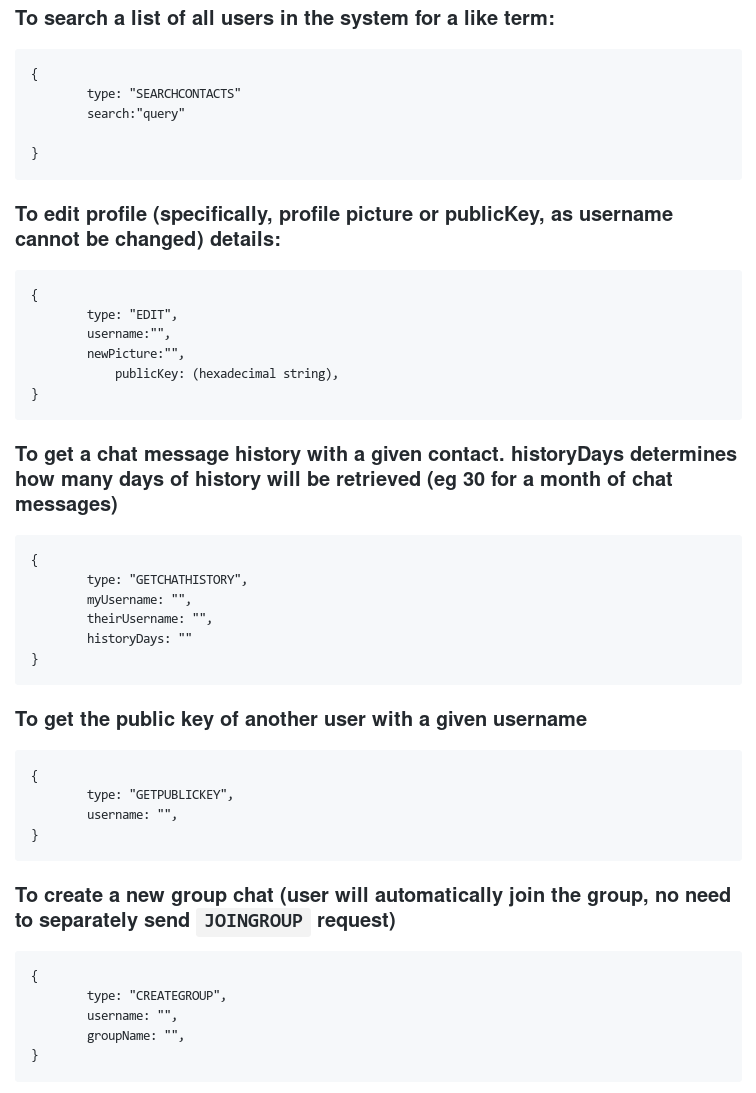 To search a list of all users in the system for a like term:
{
type: "SEARCHCONTACTS"
search:"query"
}
To edit profile (specifically, profile picture or publicKey, as username
cannot be changed) details:
{
type: "EDIT",
username:"",
newPicture:"",
publicKey: (hexadecimal string),
}
To get a chat message history with a given contact. historyDays determines
how many days of history will be retrieved (eg 30 for a month of chat
messages)
{
type: "GETCHATHISTORY",
myUsername: "",
theirUsername: "",
historyDays: ""
}
To get the public key of another user with a given username
{
type: "GETPUBLICKEY",
username: "",
}
To create a new group chat (user will automatically join the group, no need
to separately send JOINGROUP request)
{
type: "CREATEGROUP",
username: "",
groupName: "",
}